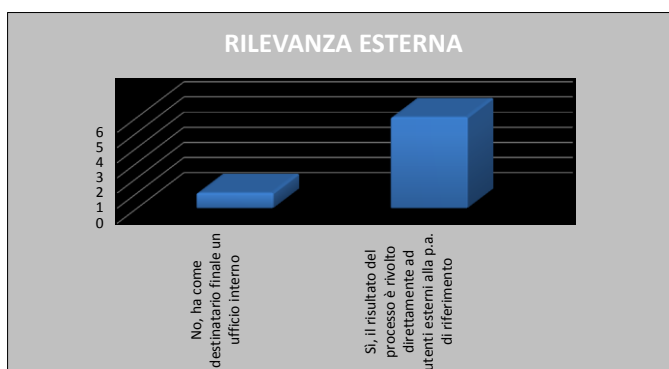 RILEVANZA ESTERNA
6
5
4
3
2
1
0
No, ha come
destinatario finale un
ufficio interno
Sì, il risultato del
processo è rivolto
direttamente ad
utenti esterni alla p.a.
di riferimento